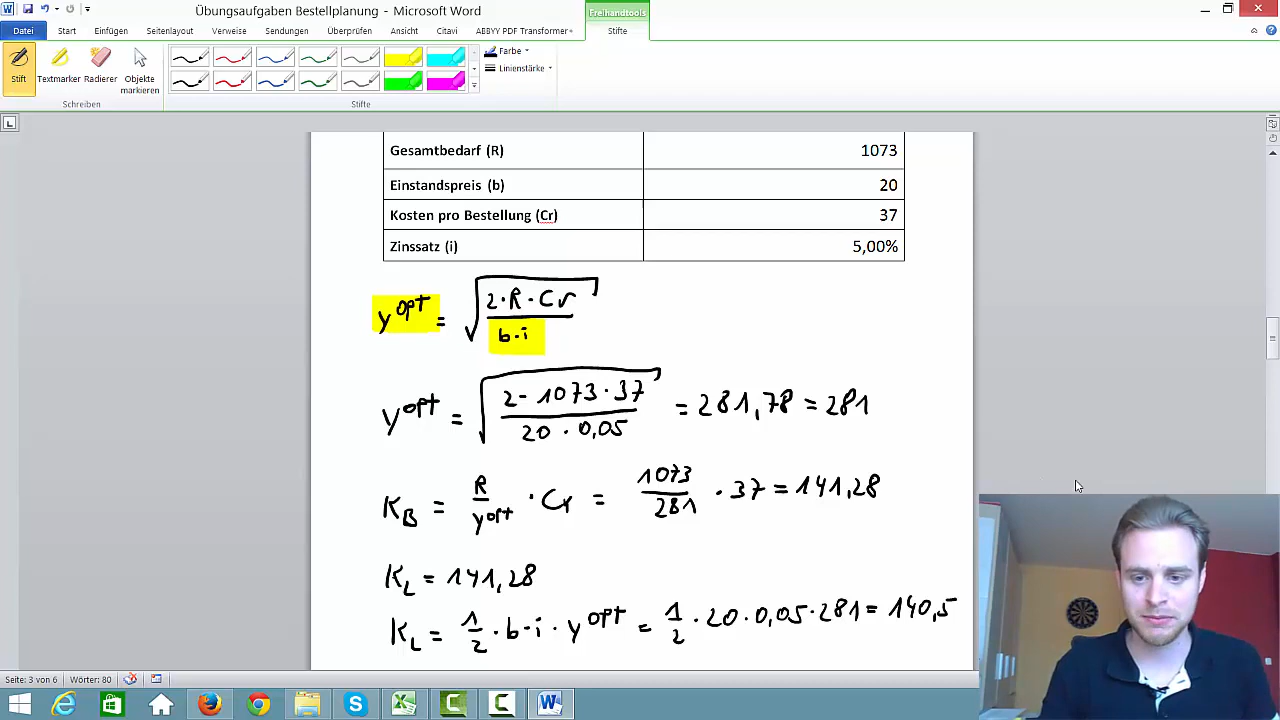 Übungsaufgaben Bestellplanung - Microsoft Word
Freihandtools
Datei Start Einfügen Seitenlayout Verweise Sendungen Überprüfen Ansicht Citavi ABBYY PDF Transformer+ Stifte
Stift Textmarker Radierer Objekte markieren
Farbe
Linienstärke
Schreiben Stifte
Gesamtbedarf (R) 1073
Einstandspreis (b) 20
Kosten pro Bestellung (Cr) 37
Zinssatz (i) 5,00%
y^opt = √(2·R·Cr / b·i)
y^opt = √(2-1073·37 / 20·0,05) = 281,78 = 281
K_B = R/y^opt · Cr = 1073/281 · 37 = 141,28
K_L = 141,28
K_L = 1/2 · b·i · y^opt = 1/2 · 20·0,05·281 = 140,5
Seite: 3 von 6 Wörter: 80